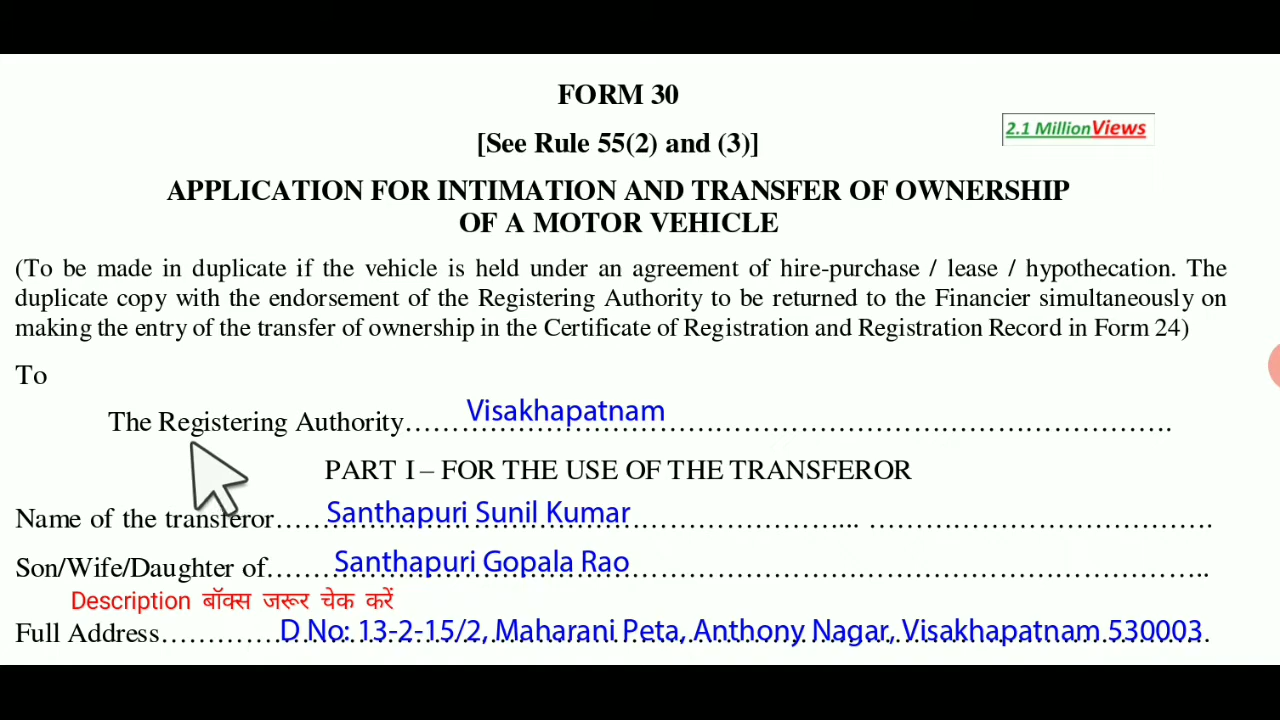 FORM 30
2.1 MillionViews
[See Rule 55(2) and (3)]
APPLICATION FOR INTIMATION AND TRANSFER OF OWNERSHIP
OF A MOTOR VEHICLE
(To be made in duplicate if the vehicle is held under an agreement of hire-purchase / lease / hypothecation. The
duplicate copy with the endorsement of the Registering Authority to be returned to the Financier simultaneously on
making the entry of the transfer of ownership in the Certificate of Registration and Registration Record in Form 24)
To
The Registering Authority...... Visakhapatnam ......
PART I – FOR THE USE OF THE TRANSFEROR
Name of the transferor...... Santhapuri Sunil Kumar ......
Son/Wife/Daughter of...... Santhapuri Gopala Rao ......
Description बॉक्स जरूर चेक करें
Full Address...... D No: 13-2-15/2, Maharani Peta, Anthony Nagar, Visakhapatnam 530003.